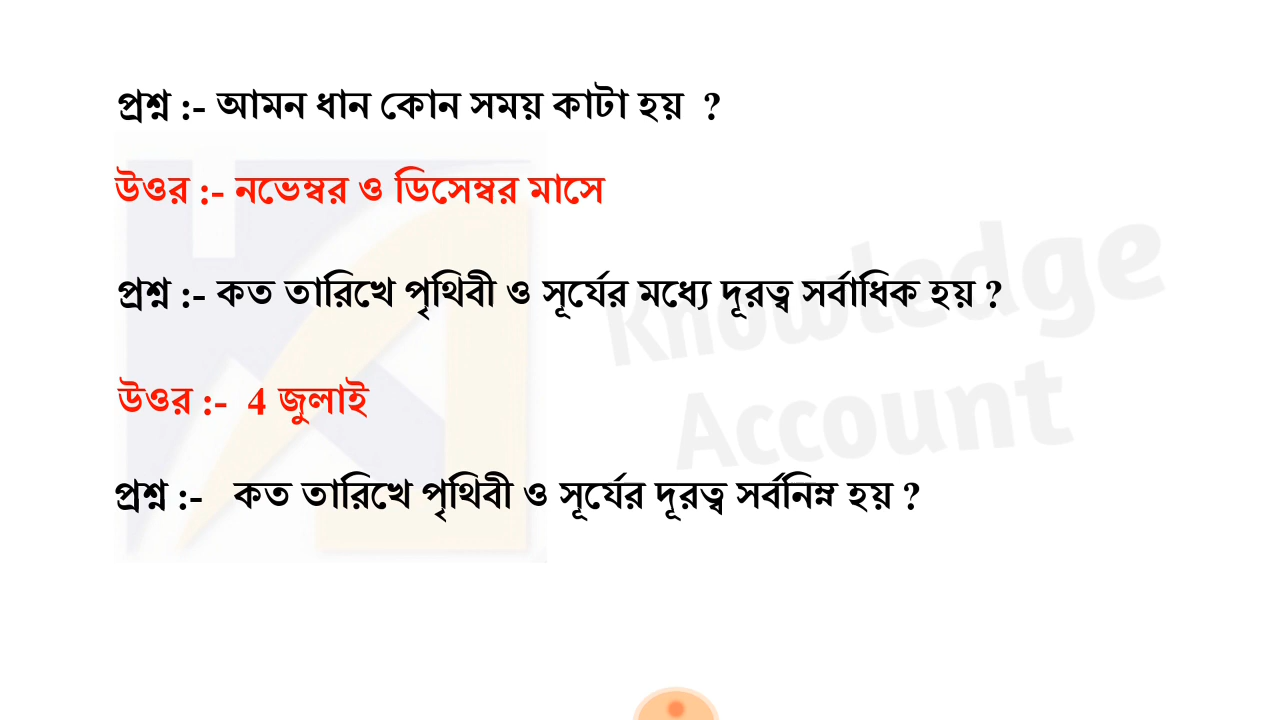 প্রশ্ন :- আমন ধান কোন সময় কাটা হয় ?
উওর :- নভেম্বর ও ডিসেম্বর মাসে
প্রশ্ন :- কত তারিখে পৃথিবী ও সূর্যের মধ্যে দূরত্ব সর্বাধিক হয় ?
উওর :- 4 জুলাই
প্রশ্ন :- কত তারিখে পৃথিবী ও সূর্যের দূরত্ব সর্বনিম্ন হয় ?
Knowledge
Account